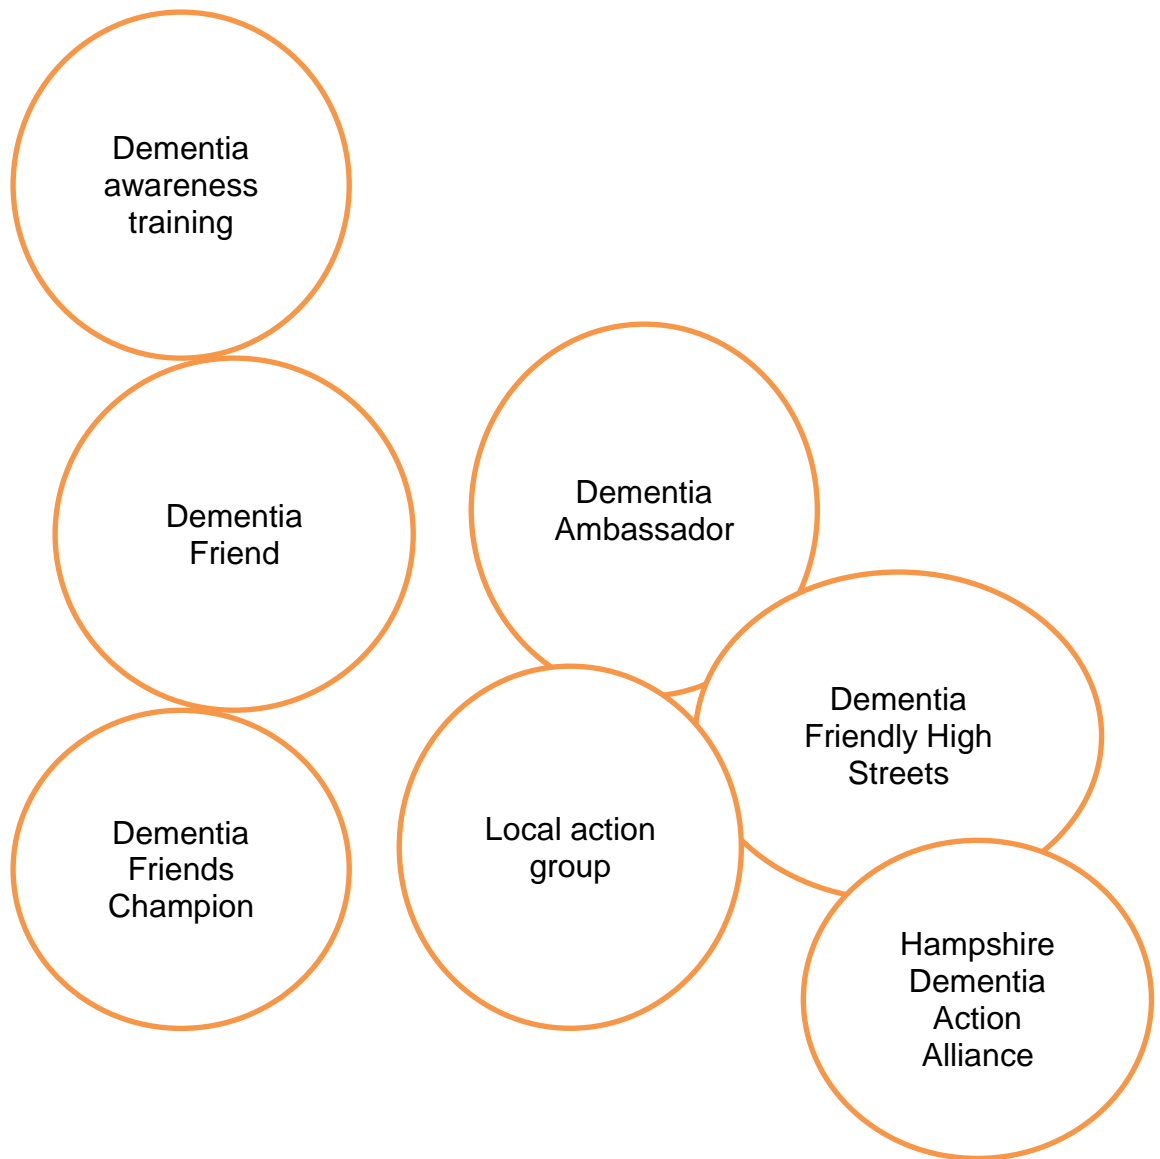 Dementia
awareness
training
Dementia
Friend
Dementia
Friends
Champion
Dementia
Ambassador
Local action
group
Dementia
Friendly High
Streets
Hampshire
Dementia
Action
Alliance